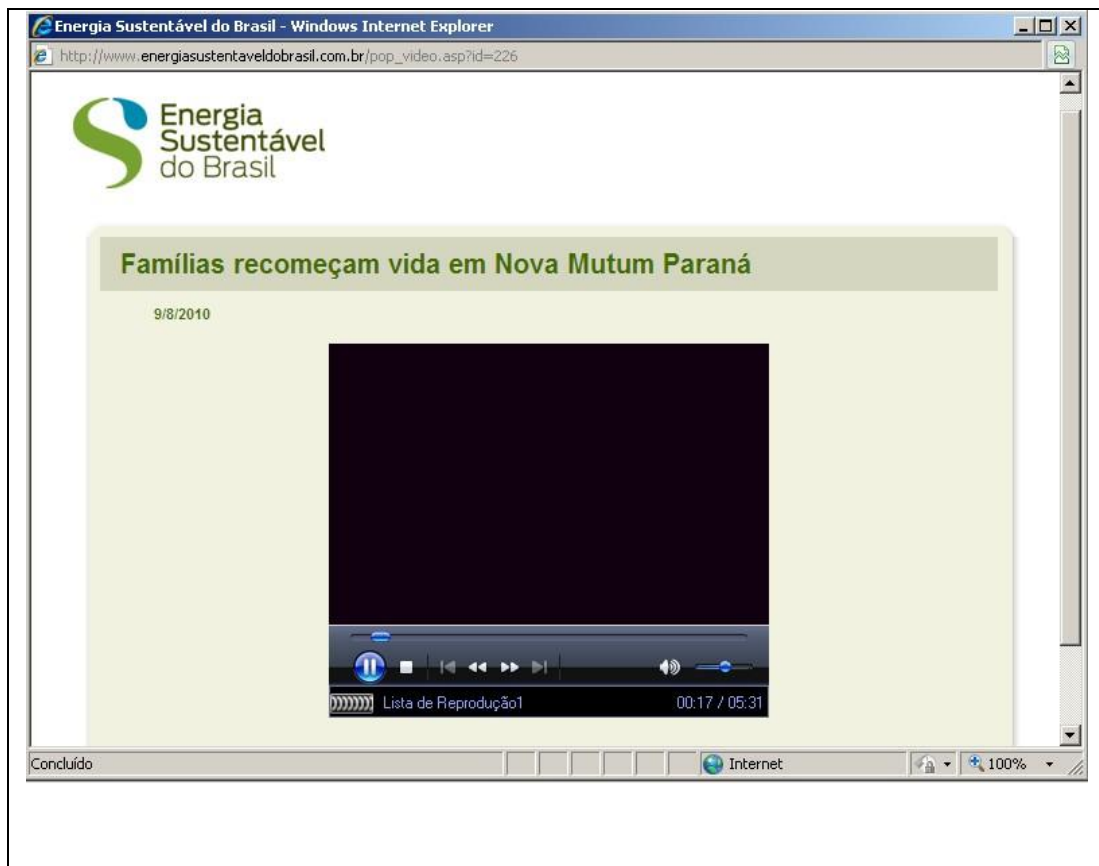 Energia Sustentável do Brasil - Windows Internet Explorer
http://www.energiasustentaveldobrasil.com.br/pop_video.asp?id=226
Energia
Sustentável
do Brasil
Famílias recomeçam vida em Nova Mutum Paraná
9/8/2010
Lista de Reprodução1 00:17 / 05:31
Concluído Internet 100%